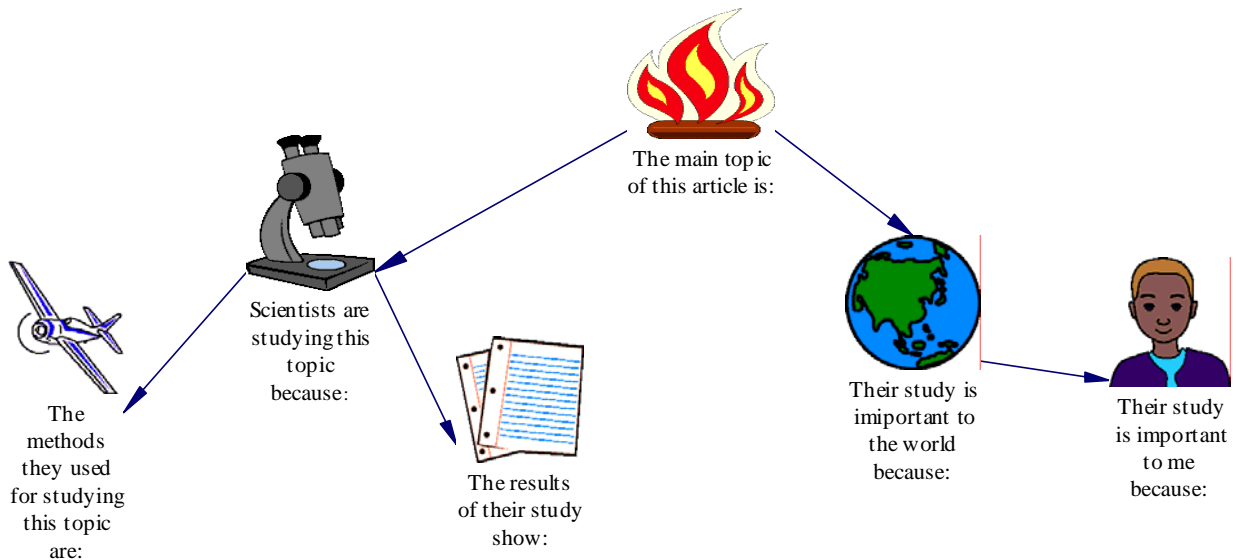 The main topic
of this article is:
Scientists are
studying this
topic
because:
The
methods
they used
for studying
this topic
are:
The results
of their study
show:
Their study is
imiportant to
the world
because:
Their study
is important
to me
because: